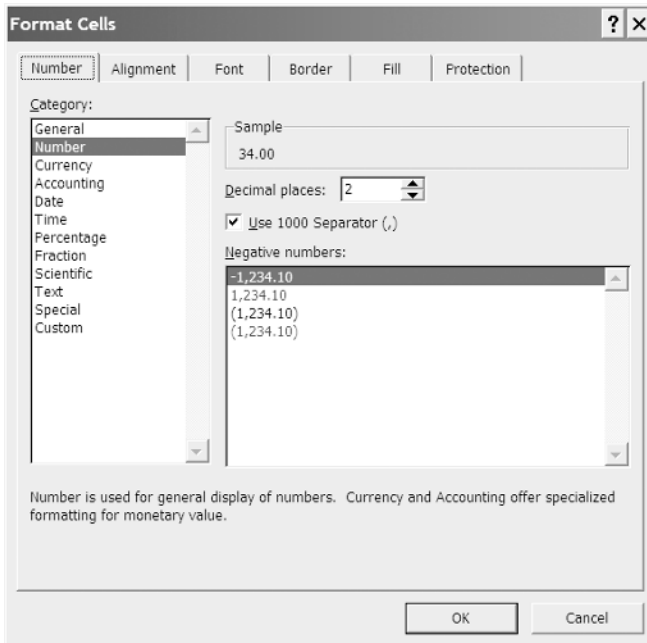 Format Cells
? ×
Number Alignment Font Border Fill Protection
Category:
General
Number
Currency
Accounting
Date
Time
Percentage
Fraction
Scientific
Text
Special
Custom
Sample
34.00
Decimal places: 2
Use 1000 Separator (,)
Negative numbers:
-1,234.10
1,234.10
(1,234.10)
(1,234.10)
Number is used for general display of numbers. Currency and Accounting offer specialized
formatting for monetary value.
OK Cancel